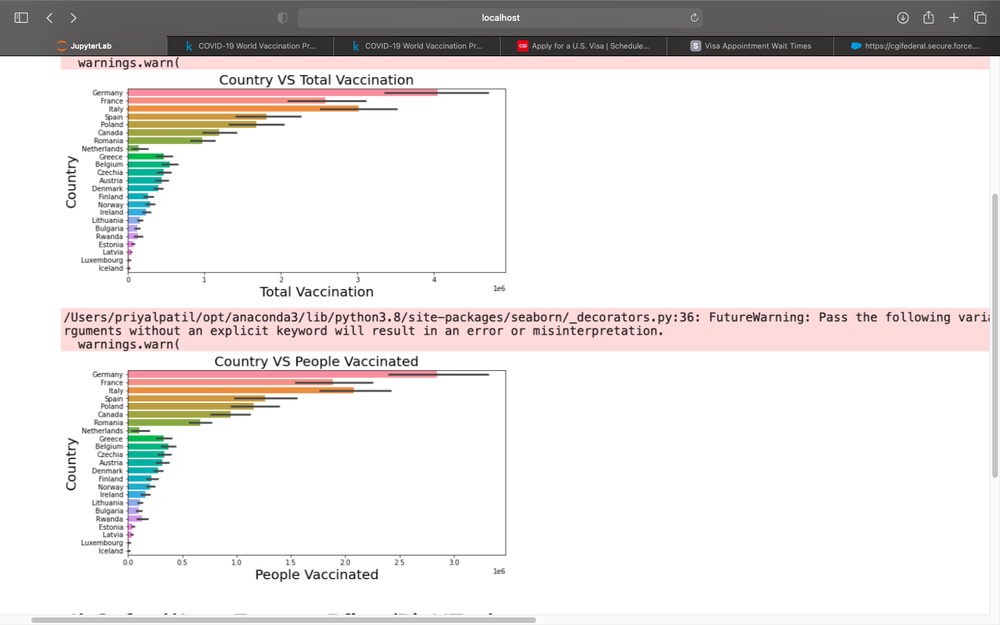 localhost
JupyterLab
COVID-19 World Vaccination Pr...
COVID-19 World Vaccination Pr...
CGI
Apply for a U.S. Visa | Schedule...
S
Visa Appointment Wait Times
https://cgifederal.secure.force....
warnings.warn(
Country VS Total Vaccination
Germany
France
Italy
Spain
Poland
Canada
Romania
Netherlands
Greece
Belgium
Czechia
Austria
Denmark
Finland
Norway
Ireland
Lithuania
Bulgaria
Rwanda
Estonia
Latvia
Luxembourg
Iceland
Country
0 1 2 3 4
1e6
Total Vaccination
/Users/priyalpatil/opt/anaconda3/lib/python3.8/site-packages/seaborn/_decorators.py:36: FutureWarning: Pass the following varia
rguments without an explicit keyword will result in an error or misinterpretation.
warnings.warn(
Country VS People Vaccinated
Germany
France
Italy
Spain
Poland
Canada
Romania
Netherlands
Greece
Belgium
Czechia
Austria
Denmark
Finland
Norway
Ireland
Lithuania
Bulgaria
Rwanda
Estonia
Latvia
Luxembourg
Iceland
Country
0.0 0.5 1.0 1.5 2.0 2.5 3.0
1e6
People Vaccinated